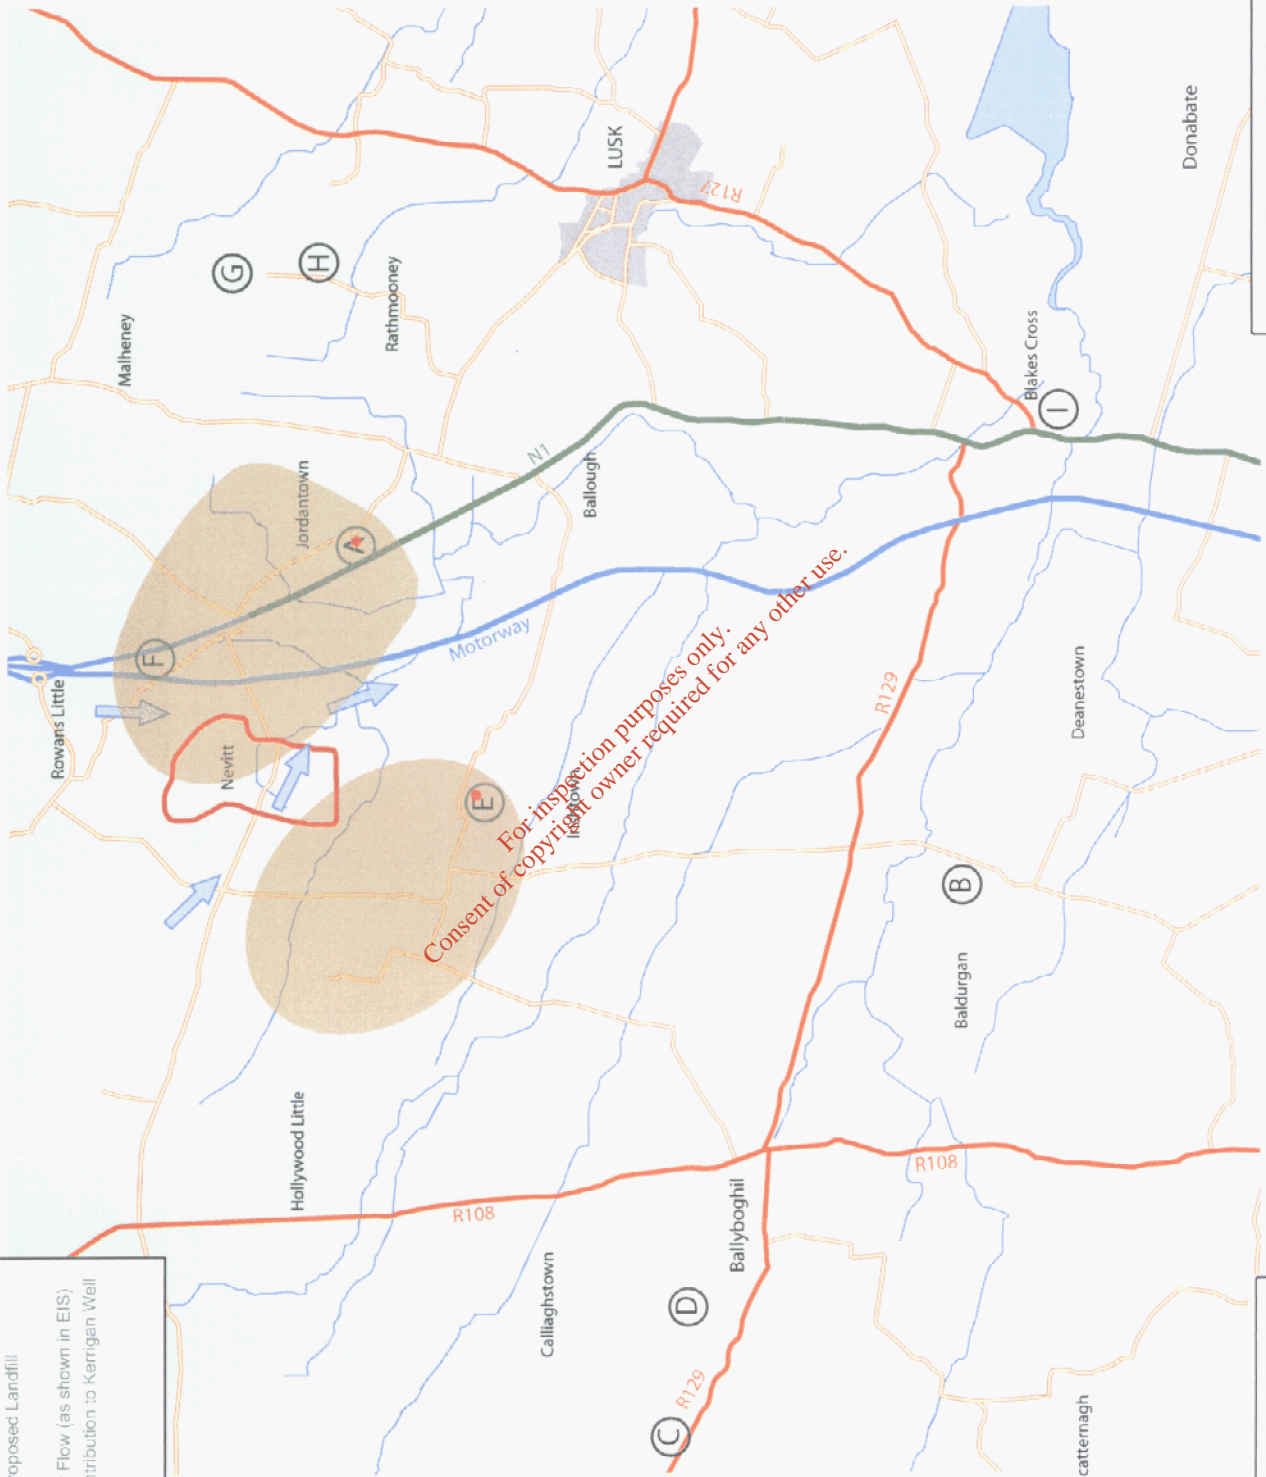 roposed Landfill
Flow (as shown in EIS)
tribution to Kerrigan Well
LUSK
R127
Donabate
G
H
Rathmooney
Malheney
Blakes Cross
I
N1
Ballough
Jordantown
A
F
Motorway
Rowans Little
Nevitt
E
R129
Deanestown
B
Baldurgan
For inspection purposes only.
Consent of copyright owner required for any other use.
Hollywood Little
R108
R108
Ballyboghil
Calliaghstown
D
R129
C
catternagh